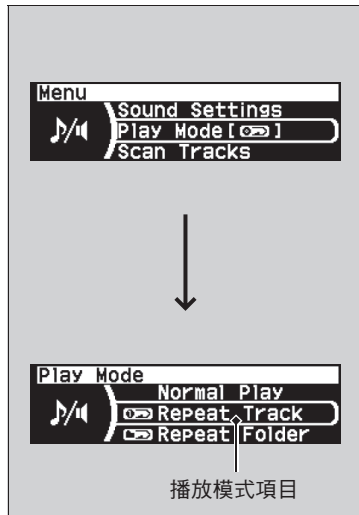 Menu
Sound Settings
Play Mode[ ]
Scan Tracks
Play Mode
Normal Play
Repeat Track
Repeat Folder
播放模式項目